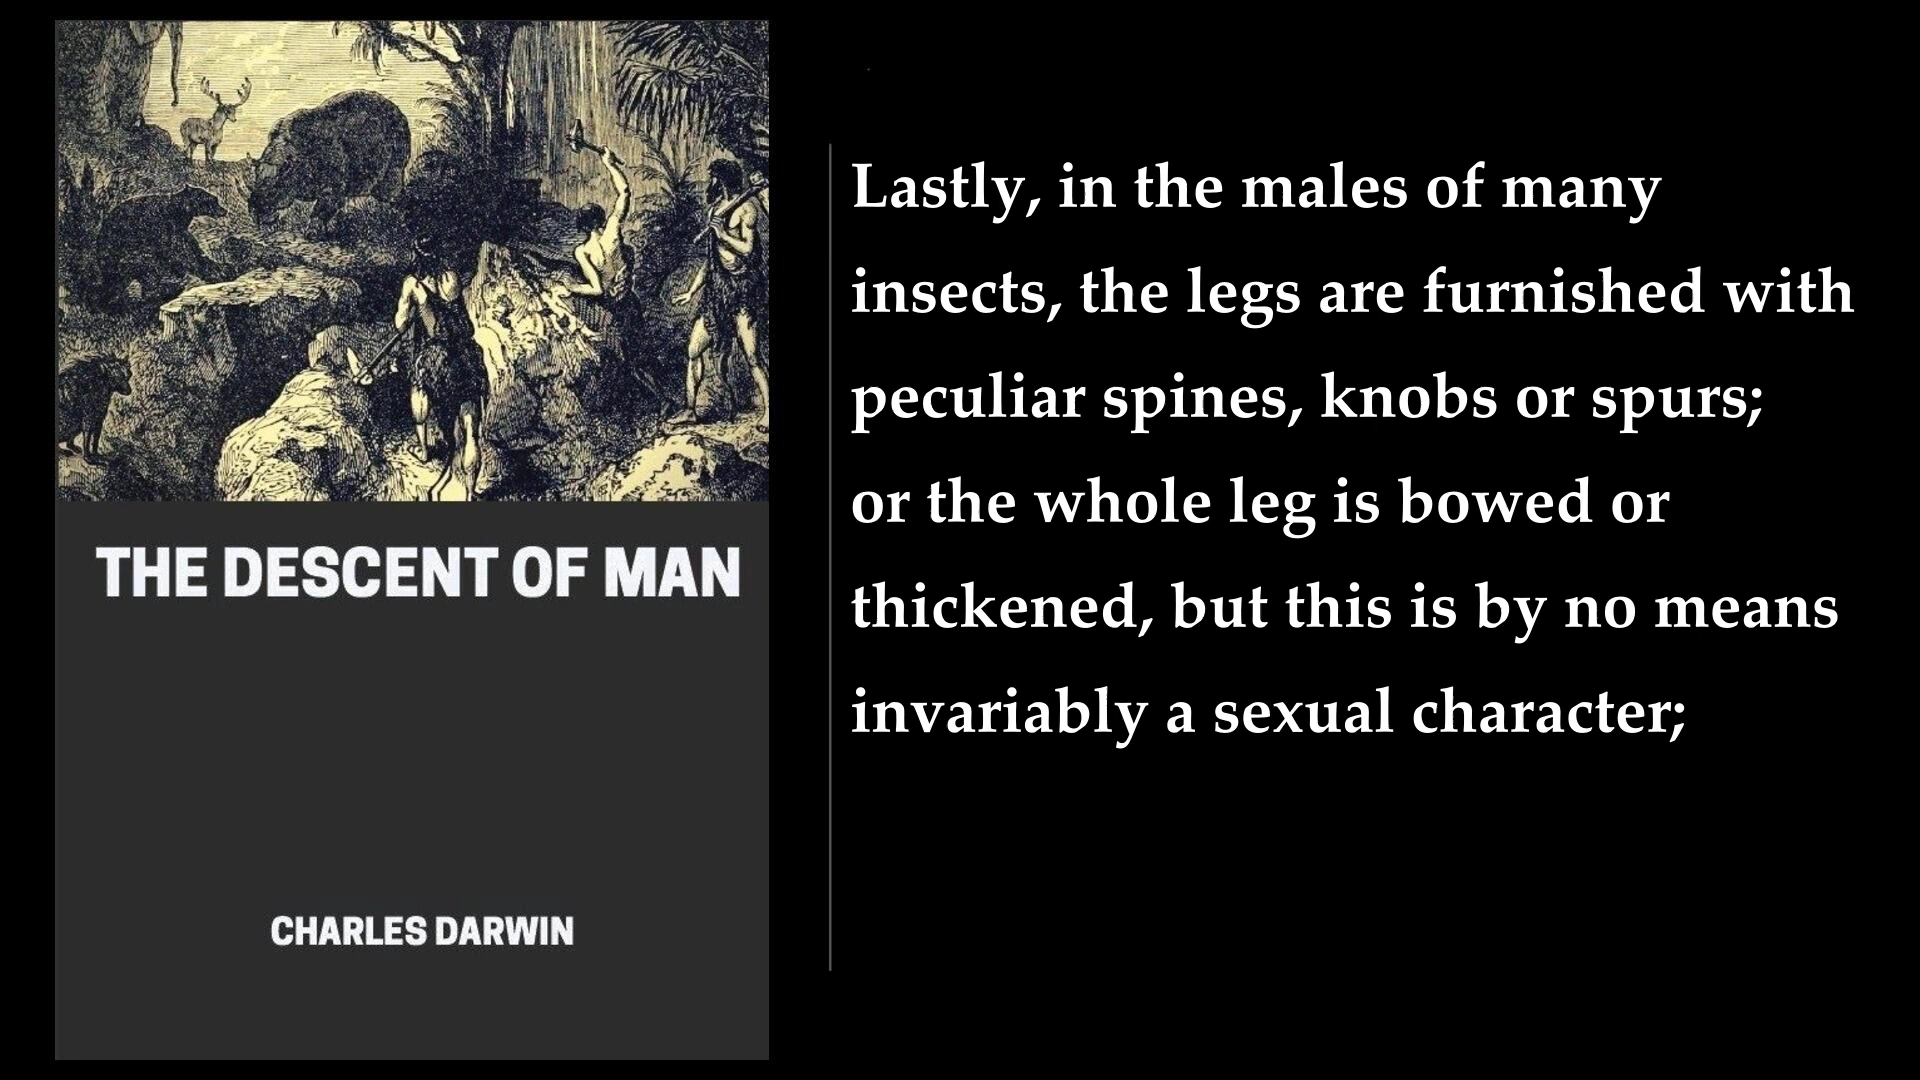 THE DESCENT OF MAN
CHARLES DARWIN
Lastly, in the males of many
insects, the legs are furnished with
peculiar spines, knobs or spurs;
or the whole leg is bowed or
thickened, but this is by no means
invariably a sexual character;